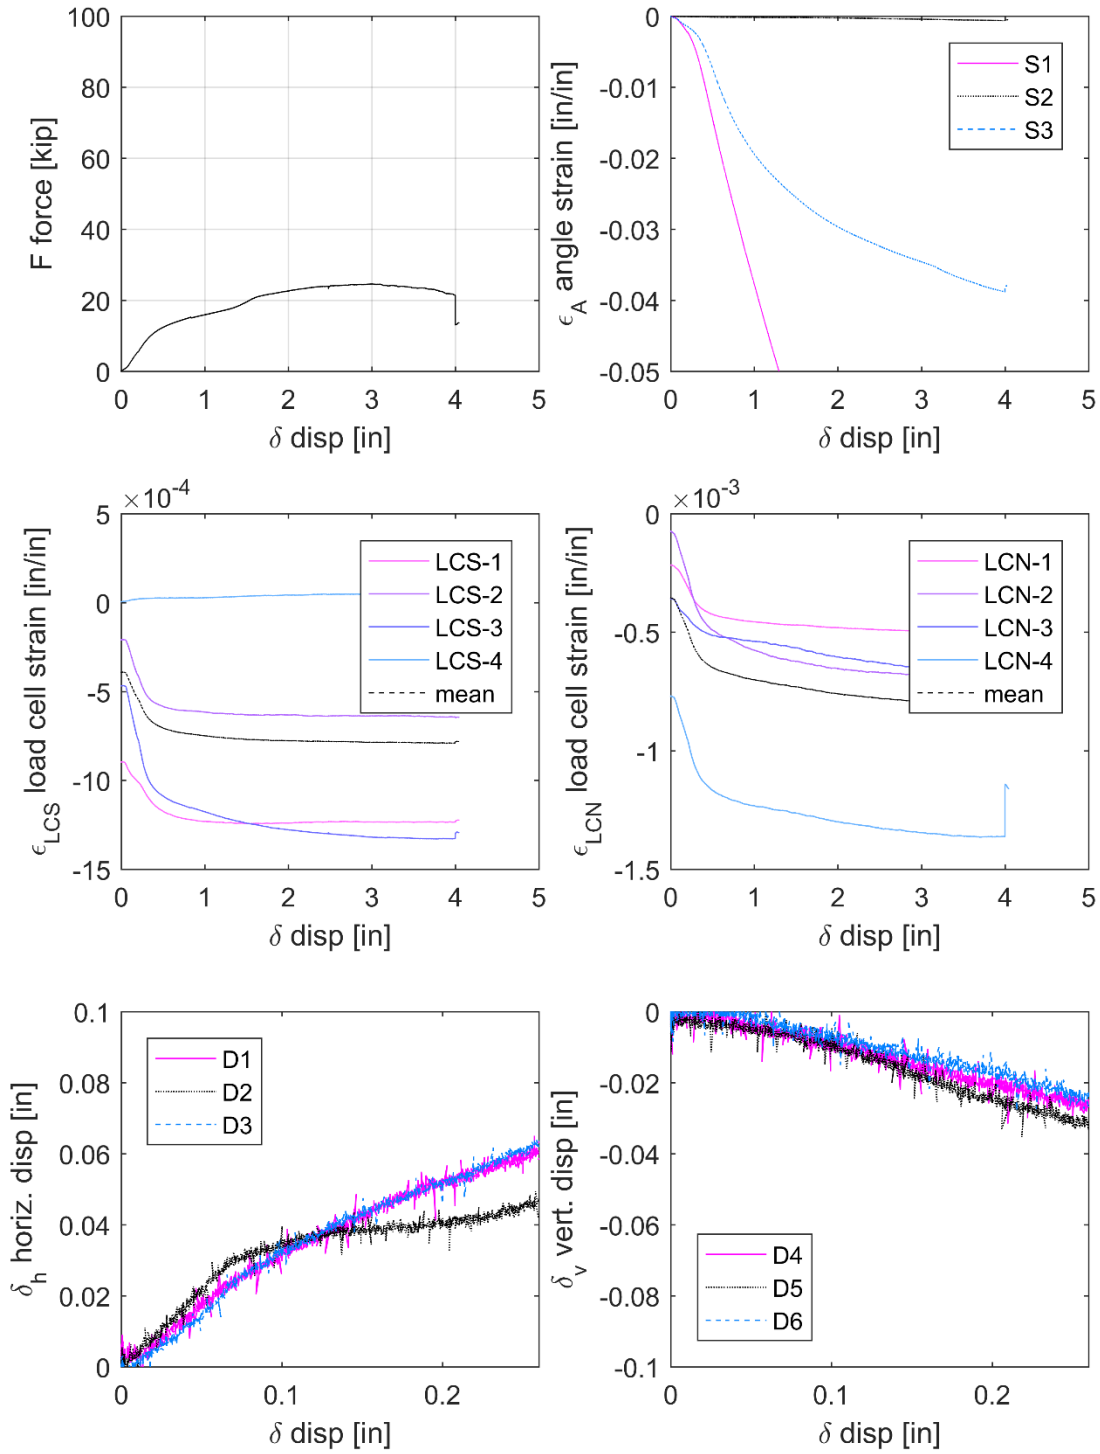 100
80
60
40
20
0
0 1 2 3 4 5
F force [kip]
δ disp [in]
0
-0.01
-0.02
-0.03
-0.04
-0.05
0 1 2 3 4 5
ϵA angle strain [in/in]
δ disp [in]
S1
S2
S3
×10-4
5
0
-5
-10
-15
0 1 2 3 4 5
ϵLCS load cell strain [in/in]
δ disp [in]
LCS-1
LCS-2
LCS-3
LCS-4
mean
×10-3
0
-0.5
-1
-1.5
0 1 2 3 4 5
ϵLCN load cell strain [in/in]
δ disp [in]
LCN-1
LCN-2
LCN-3
LCN-4
mean
0.1
0.08
0.06
0.04
0.02
0
0 0.1 0.2
δh horiz. disp [in]
δ disp [in]
D1
D2
D3
0
-0.02
-0.04
-0.06
-0.08
-0.1
0 0.1 0.2
δv vert. disp [in]
δ disp [in]
D4
D5
D6